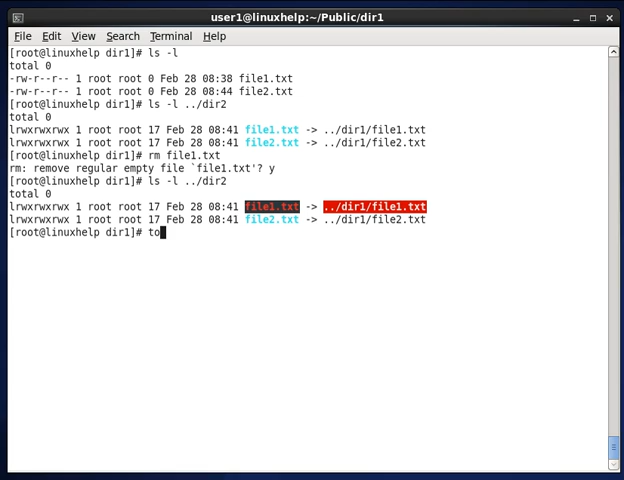 user1@linuxhelp:~/Public/dir1
File Edit View Search Terminal Help
[root@linuxhelp dir1]# ls -l
total 0
-rw-r--r-- 1 root root 0 Feb 28 08:38 file1.txt
-rw-r--r-- 1 root root 0 Feb 28 08:44 file2.txt
[root@linuxhelp dir1]# ls -l ../dir2
total 0
lrwxrwxrwx 1 root root 17 Feb 28 08:41 file1.txt -> ../dir1/file1.txt
lrwxrwxrwx 1 root root 17 Feb 28 08:41 file2.txt -> ../dir1/file2.txt
[root@linuxhelp dir1]# rm file1.txt
rm: remove regular empty file `file1.txt'? y
[root@linuxhelp dir1]# ls -l ../dir2
total 0
lrwxrwxrwx 1 root root 17 Feb 28 08:41 file1.txt -> ../dir1/file1.txt
lrwxrwxrwx 1 root root 17 Feb 28 08:41 file2.txt -> ../dir1/file2.txt
[root@linuxhelp dir1]# to